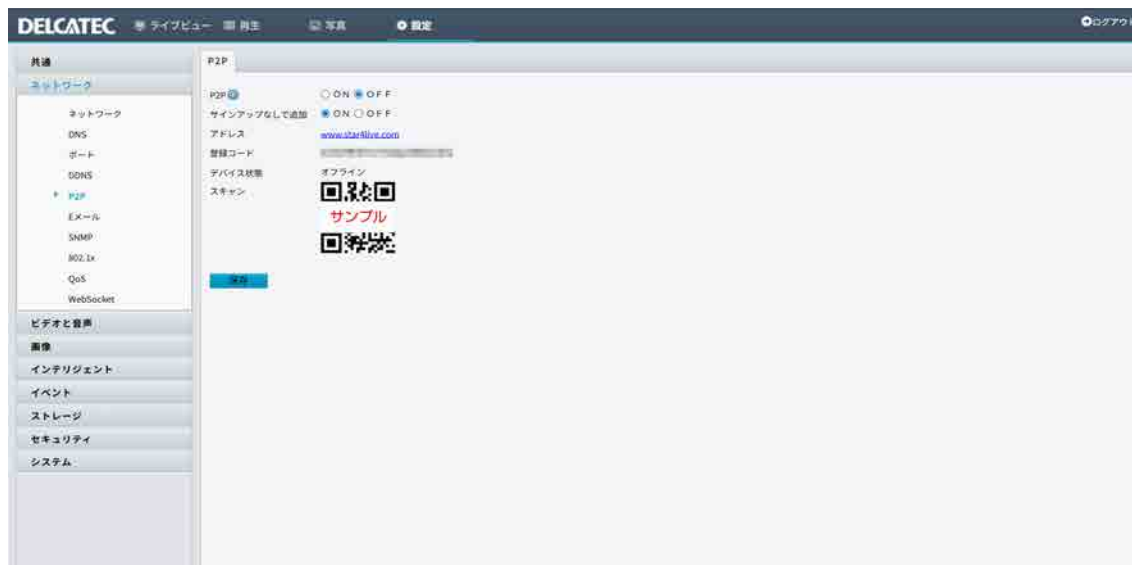 DELCATEC ライブビュー 再生 写真 設定 ログアウト
共通
ネットワーク
ネットワーク
DNS
ポート
DDNS
P2P
Eメール
SNMP
802.1x
QoS
WebSocket
ビデオと音声
画像
インテリジェント
イベント
ストレージ
セキュリティ
システム
P2P
P2P ON OFF
サインアップなしで追加 ON OFF
アドレス www.star4live.com
登録コード
デバイス状態 オフライン
スキャン
サンプル
保存